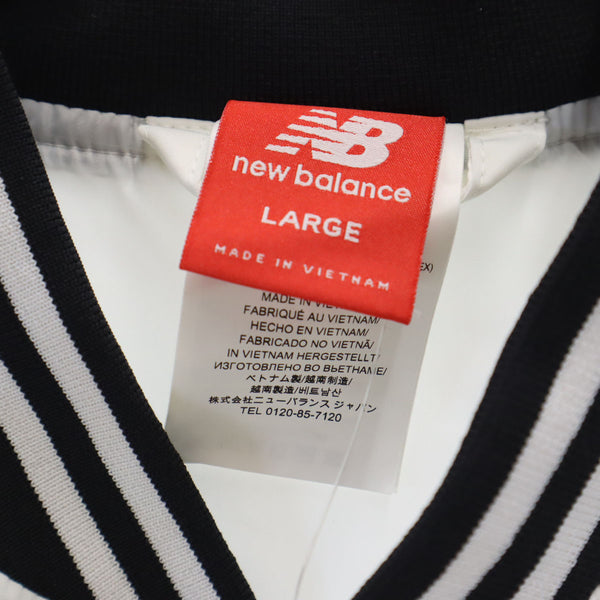 NB
new balance
LARGE
MADE IN VIETNAM
EX)
MADE IN
FABRIQUÉ AU VIETNAM/
HECHO EN VIETNAM/
FABRICADO NO VIETNÃ/
IN VIETNAM HERGESTELLT/
ИЗГОТОВЛЕНО ВО ВЬЕТНАМЕ/
ベトナム製/越南制造/
越南製造/베트남산
株式会社ニューバランス ジャパン
TEL 0120-85-7120